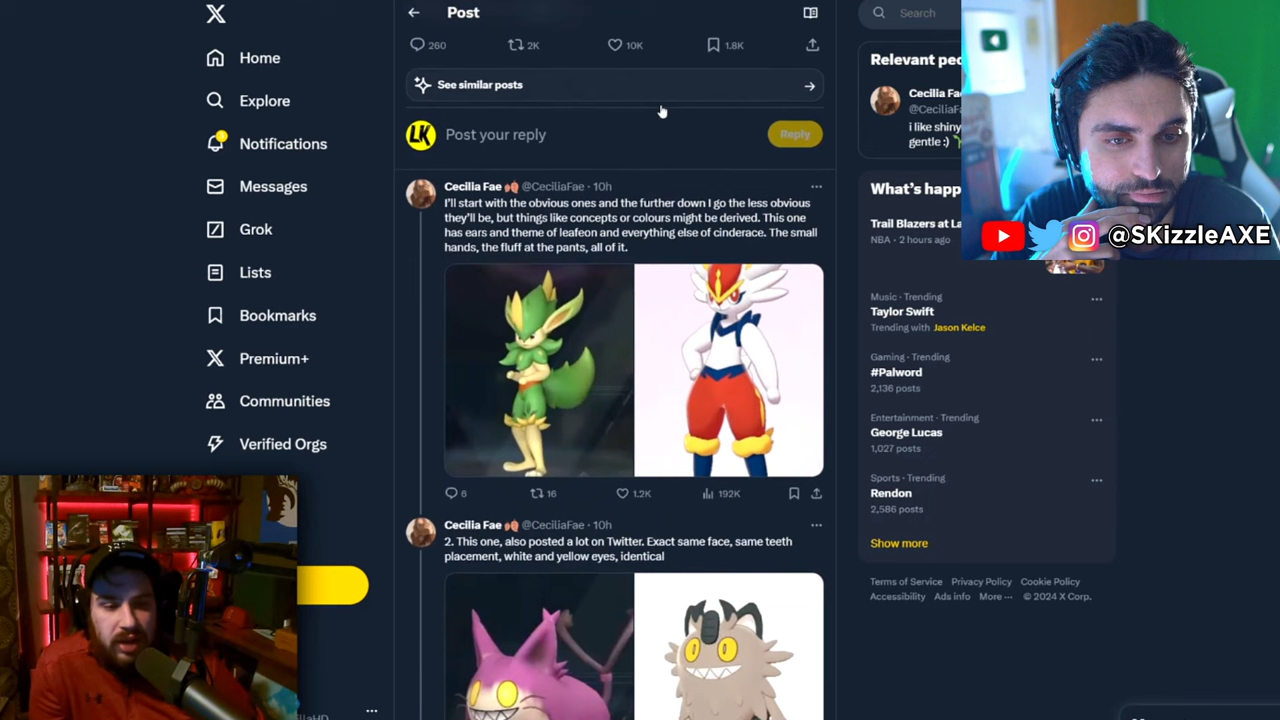 Post
260
2K
10K
1.8K
See similar posts
LK
Post your reply
Reply
Home
Explore
3
Notifications
Messages
Grok
Lists
Bookmarks
Premium+
Communities
Verified Orgs
Cecilia Fae @CeciliaFae · 10h
I'll start with the obvious ones and the further down I go the less obvious
they'll be, but things like concepts or colours might be derived. This one
has ears and theme of leafeon and everything else of cinderace. The small
hands, the fluff at the pants, all of it.
6
16
1.2K
192K
Cecilia Fae @CeciliaFae · 10h
2. This one, also posted a lot on Twitter. Exact same face, same teeth
placement, white and yellow eyes, identical
Search
Relevant
Cecilia
@CeciliaF
i like shiny
gentle :)
What's
Trail Blazers at
NBA · 2 hours ago
Music · Trending
Taylor Swift
Trending with Jason Kelce
Gaming · Trending
#Palword
2,136 posts
Entertainment · Trending
George Lucas
1,027 posts
Sports · Trending
Rendon
2,586 posts
Show more
Terms of Service Privacy Policy Cookie Policy
Accessibility Ads info More ··· © 2024 X Corp.
@SKizzleAXE